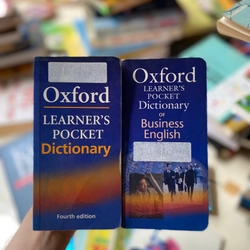 Oxford
LEARNER'S
POCKET
Dictionary
Fourth edition
Oxford
LEARNER'S POCKET
Dictionary
OF
Business
English